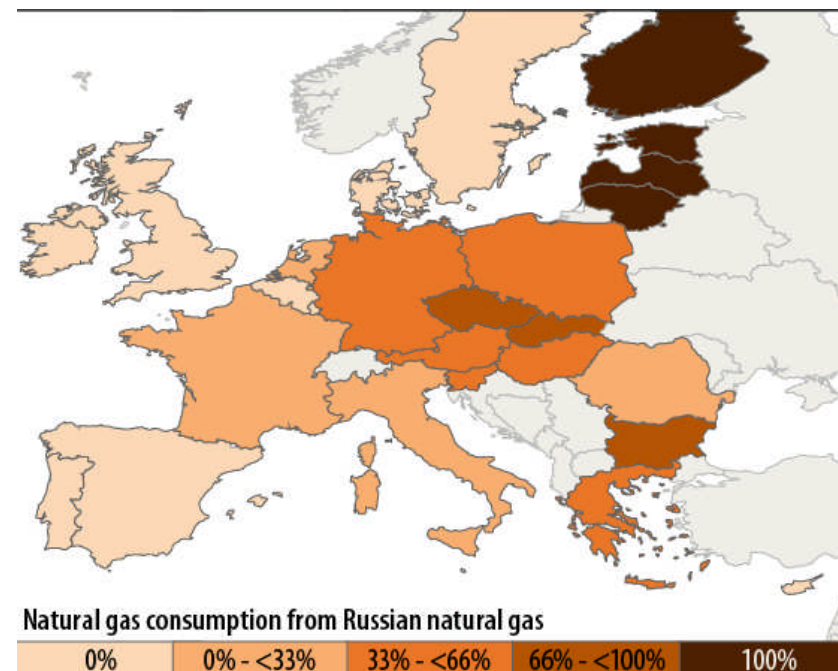 Natural gas consumption from Russian natural gas
0% 0% - <33% 33% - <66% 66% - <100% 100%